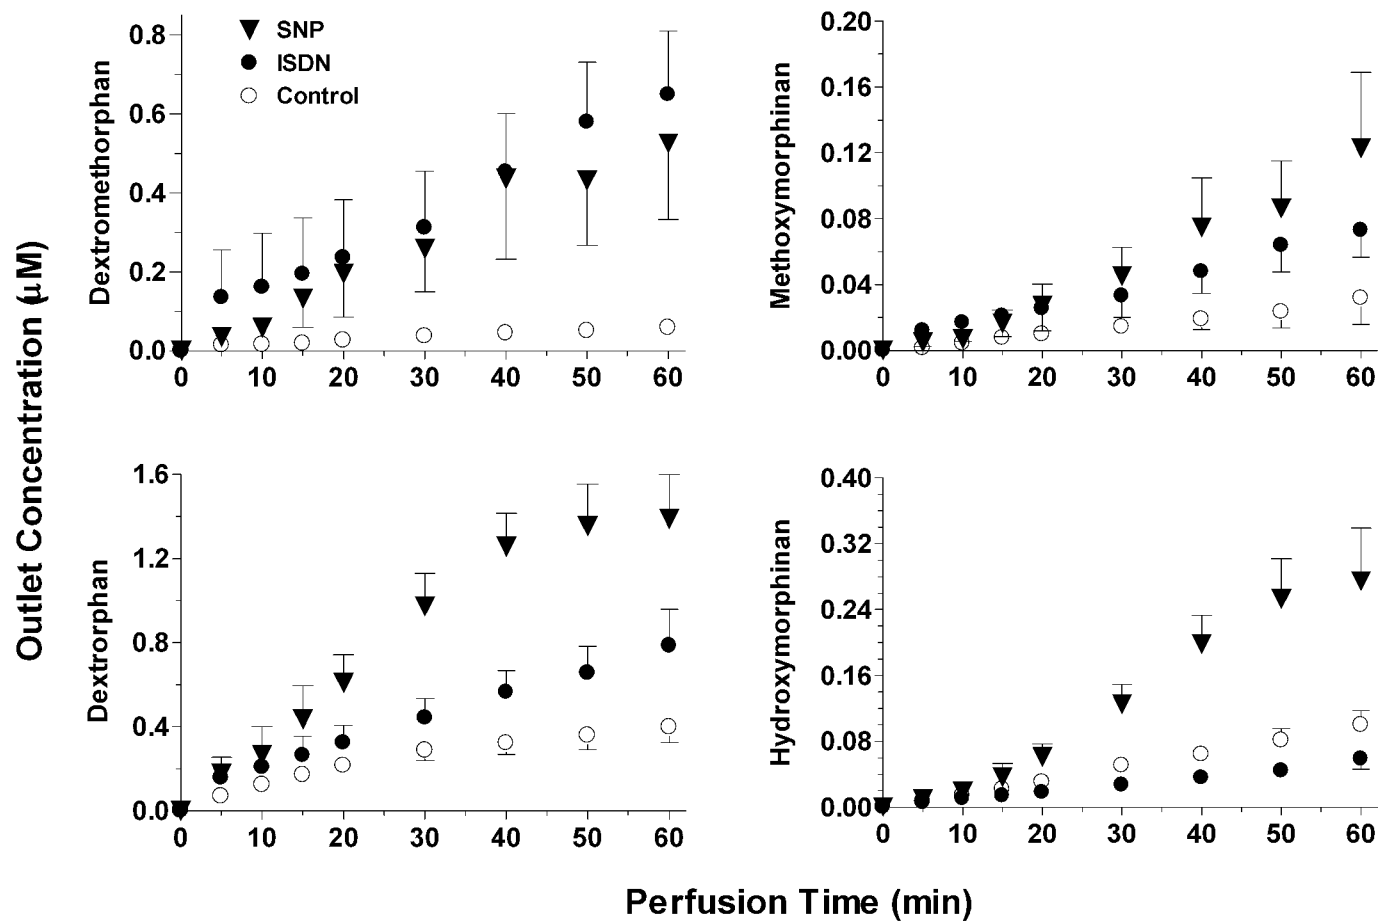 SNP
ISDN
Control
Outlet Concentration (µM)
Dextromethorphan
0.8
0.6
0.4
0.2
0.0
0 10 20 30 40 50 60
Methoxymorphinan
0.20
0.16
0.12
0.08
0.04
0.00
0 10 20 30 40 50 60
Dextrorphan
1.6
1.2
0.8
0.4
0.0
0 10 20 30 40 50 60
Hydroxymorphinan
0.40
0.32
0.24
0.16
0.08
0.00
0 10 20 30 40 50 60
Perfusion Time (min)